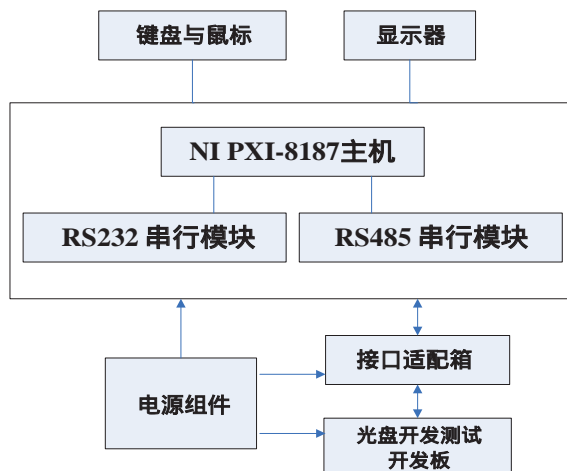 键盘与鼠标
显示器
NI PXI-8187主机
RS232 串行模块
RS485 串行模块
接口适配箱
电源组件
光盘开发测试
开发板